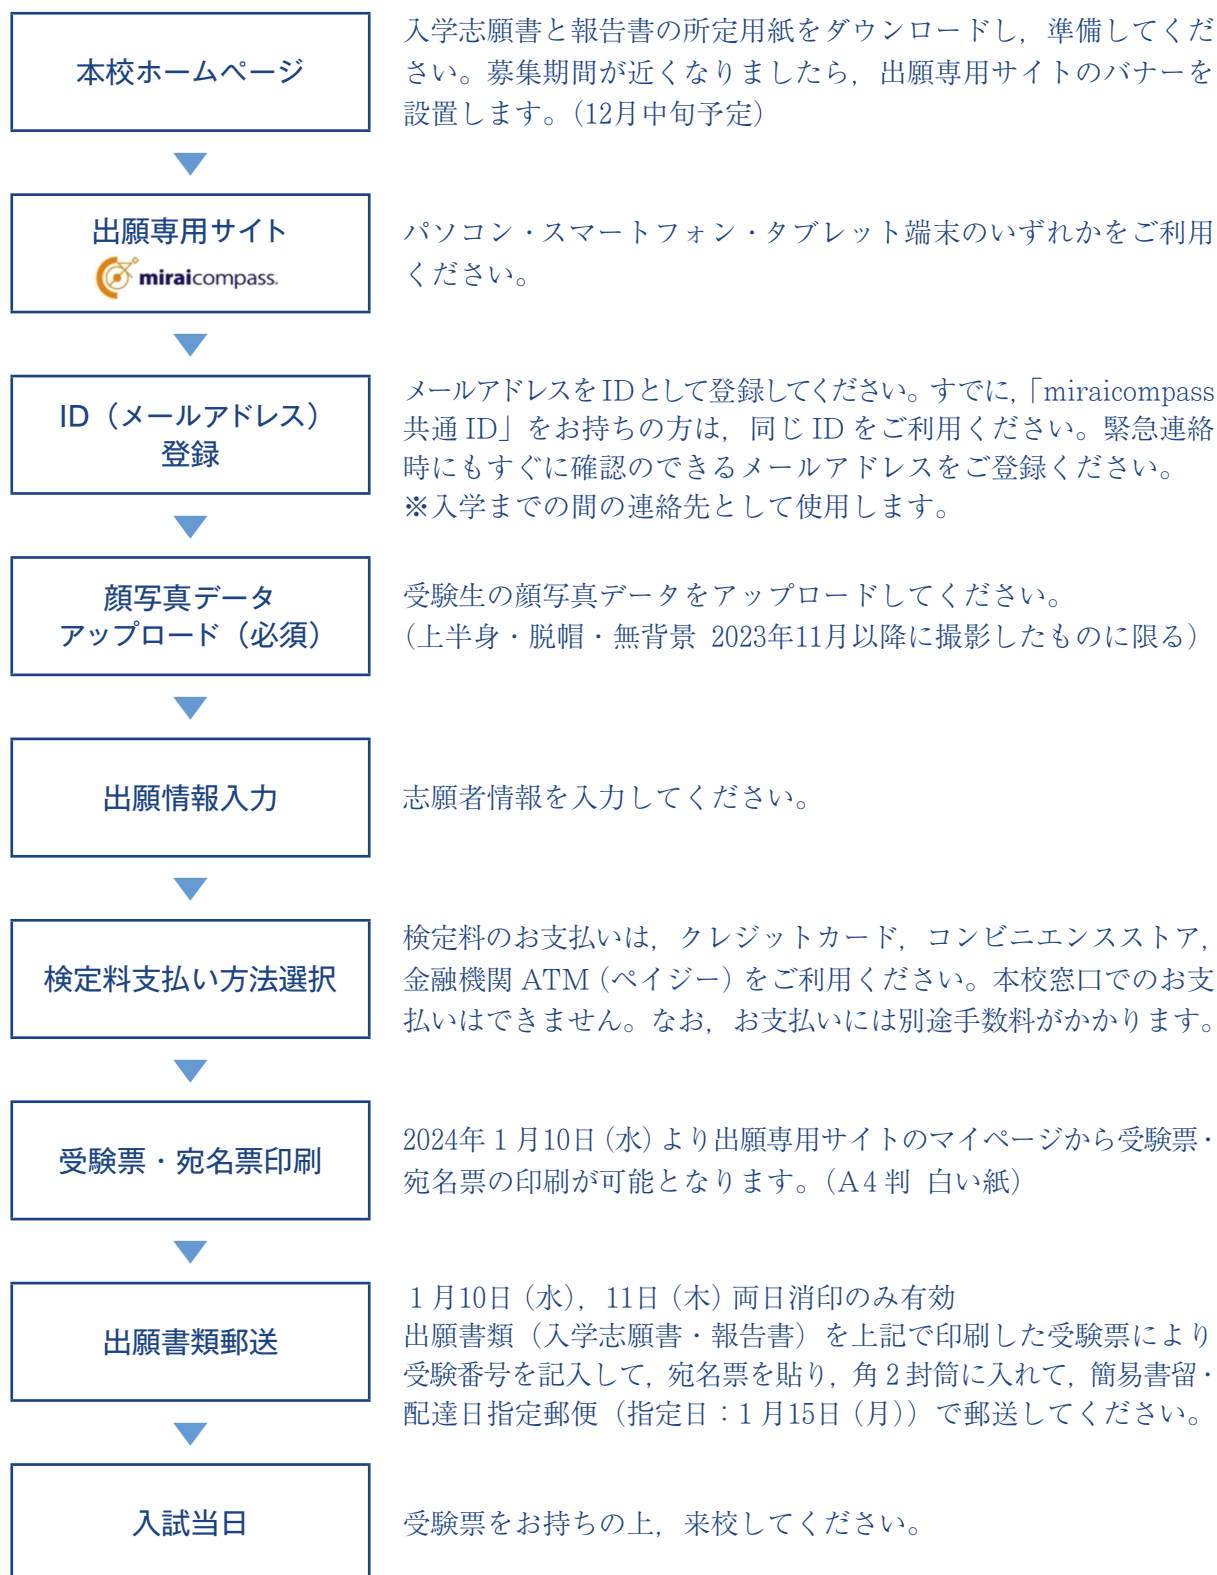 本校ホームページ
入学志願書と報告書の所定用紙をダウンロードし，準備してくだ
さい。募集期間が近くなりましたら，出願専用サイトのバナーを
設置します。（12月中旬予定）
出願専用サイト
miraicompass.
パソコン・スマートフォン・タブレット端末のいずれかをご利用
ください。
ID（メールアドレス）
登録
メールアドレスを ID として登録してください。すでに，「miraicompass
共通 ID」をお持ちの方は，同じ ID をご利用ください。緊急連絡
時にもすぐに確認のできるメールアドレスをご登録ください。
※入学までの間の連絡先として使用します。
顔写真データ
アップロード（必須）
受験生の顔写真データをアップロードしてください。
（上半身・脱帽・無背景 2023年11月以降に撮影したものに限る）
出願情報入力
志願者情報を入力してください。
検定料支払い方法選択
検定料のお支払いは，クレジットカード，コンビニエンスストア，
金融機関 ATM（ペイジー）をご利用ください。本校窓口でのお支
払いはできません。なお，お支払いには別途手数料がかかります。
受験票・宛名票印刷
2024年１月10日（水）より出願専用サイトのマイページから受験票・
宛名票の印刷が可能となります。（A４判 白い紙）
出願書類郵送
１月10日（水），11日（木）両日消印のみ有効
出願書類（入学志願書・報告書）を上記で印刷した受験票により
受験番号を記入して，宛名票を貼り，角２封筒に入れて，簡易書留・
配達日指定郵便（指定日：１月15日（月））で郵送してください。
入試当日
受験票をお持ちの上，来校してください。